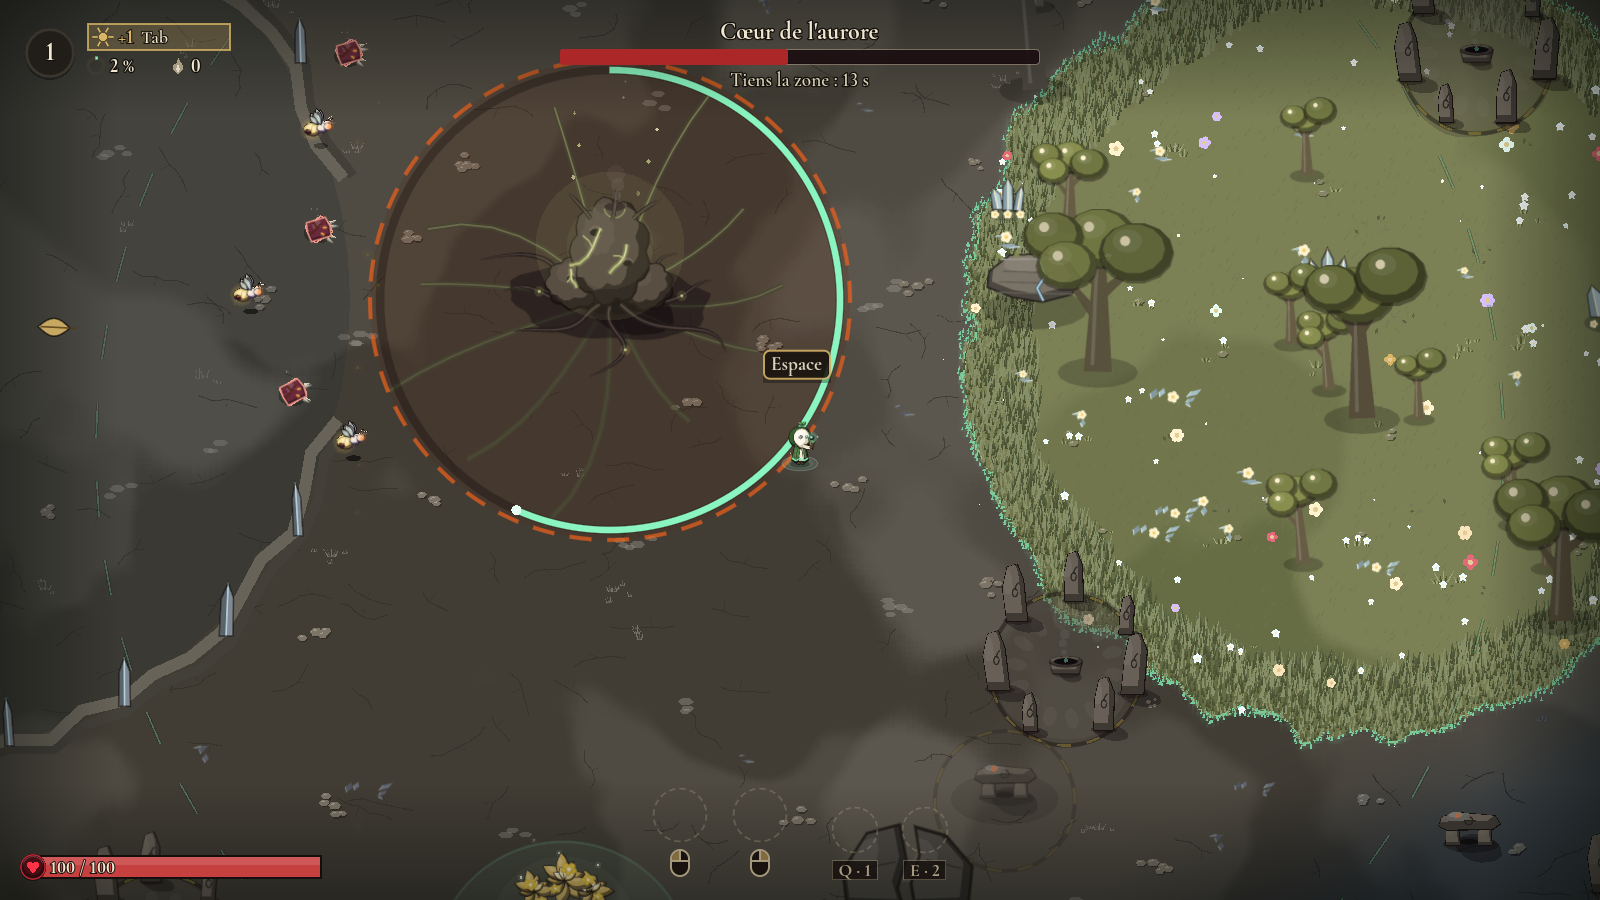 1
+1 Tab
2 %
0
Cœur de l'aurore
Tiens la zone : 13 s
Espace
100 / 100
Q · 1
E · 2